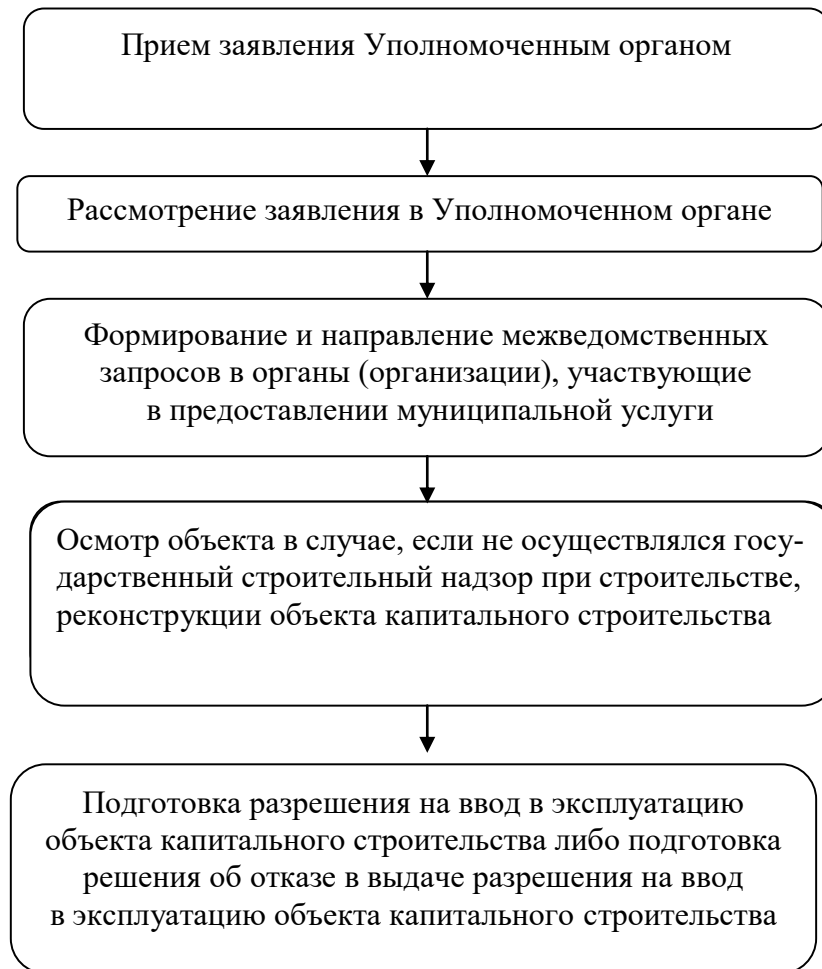 Прием заявления Уполномоченным органом
Рассмотрение заявления в Уполномоченном органе
Формирование и направление межведомственных
запросов в органы (организации), участвующие
в предоставлении муниципальной услуги
Осмотр объекта в случае, если не осуществлялся госу-
дарственный строительный надзор при строительстве,
реконструкции объекта капитального строительства
Подготовка разрешения на ввод в эксплуатацию
объекта капитального строительства либо подготовка
решения об отказе в выдаче разрешения на ввод
в эксплуатацию объекта капитального строительства